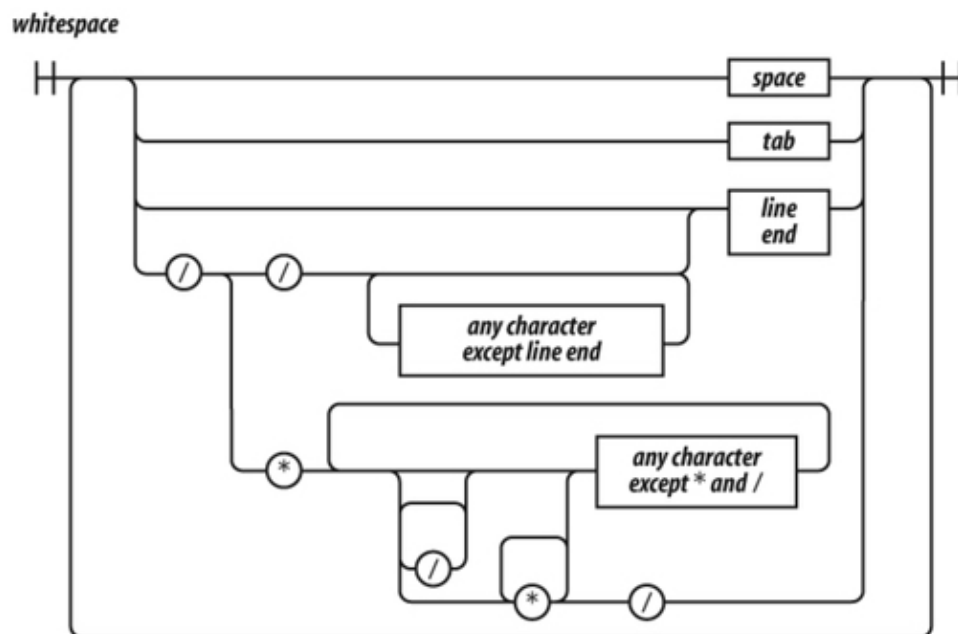 whitespace
space
tab
line
end
/
/
any character
except line end
*
any character
except * and /
/
*
/